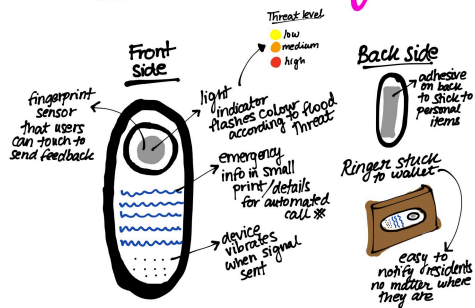 Threat level
low
medium
high
Front
Side
light
indicator
flashes colour
according to flood
threat
fingerprint
sensor
that users
can touch to
send feedback
emergency
info in small
print/details
for automated
call *
device
vibrates
when signal
sent
Back side
adhesive
on back
to stick to
personal
items
Ringer stuck
to wallet
easy to
notify residents
no matter where
they are